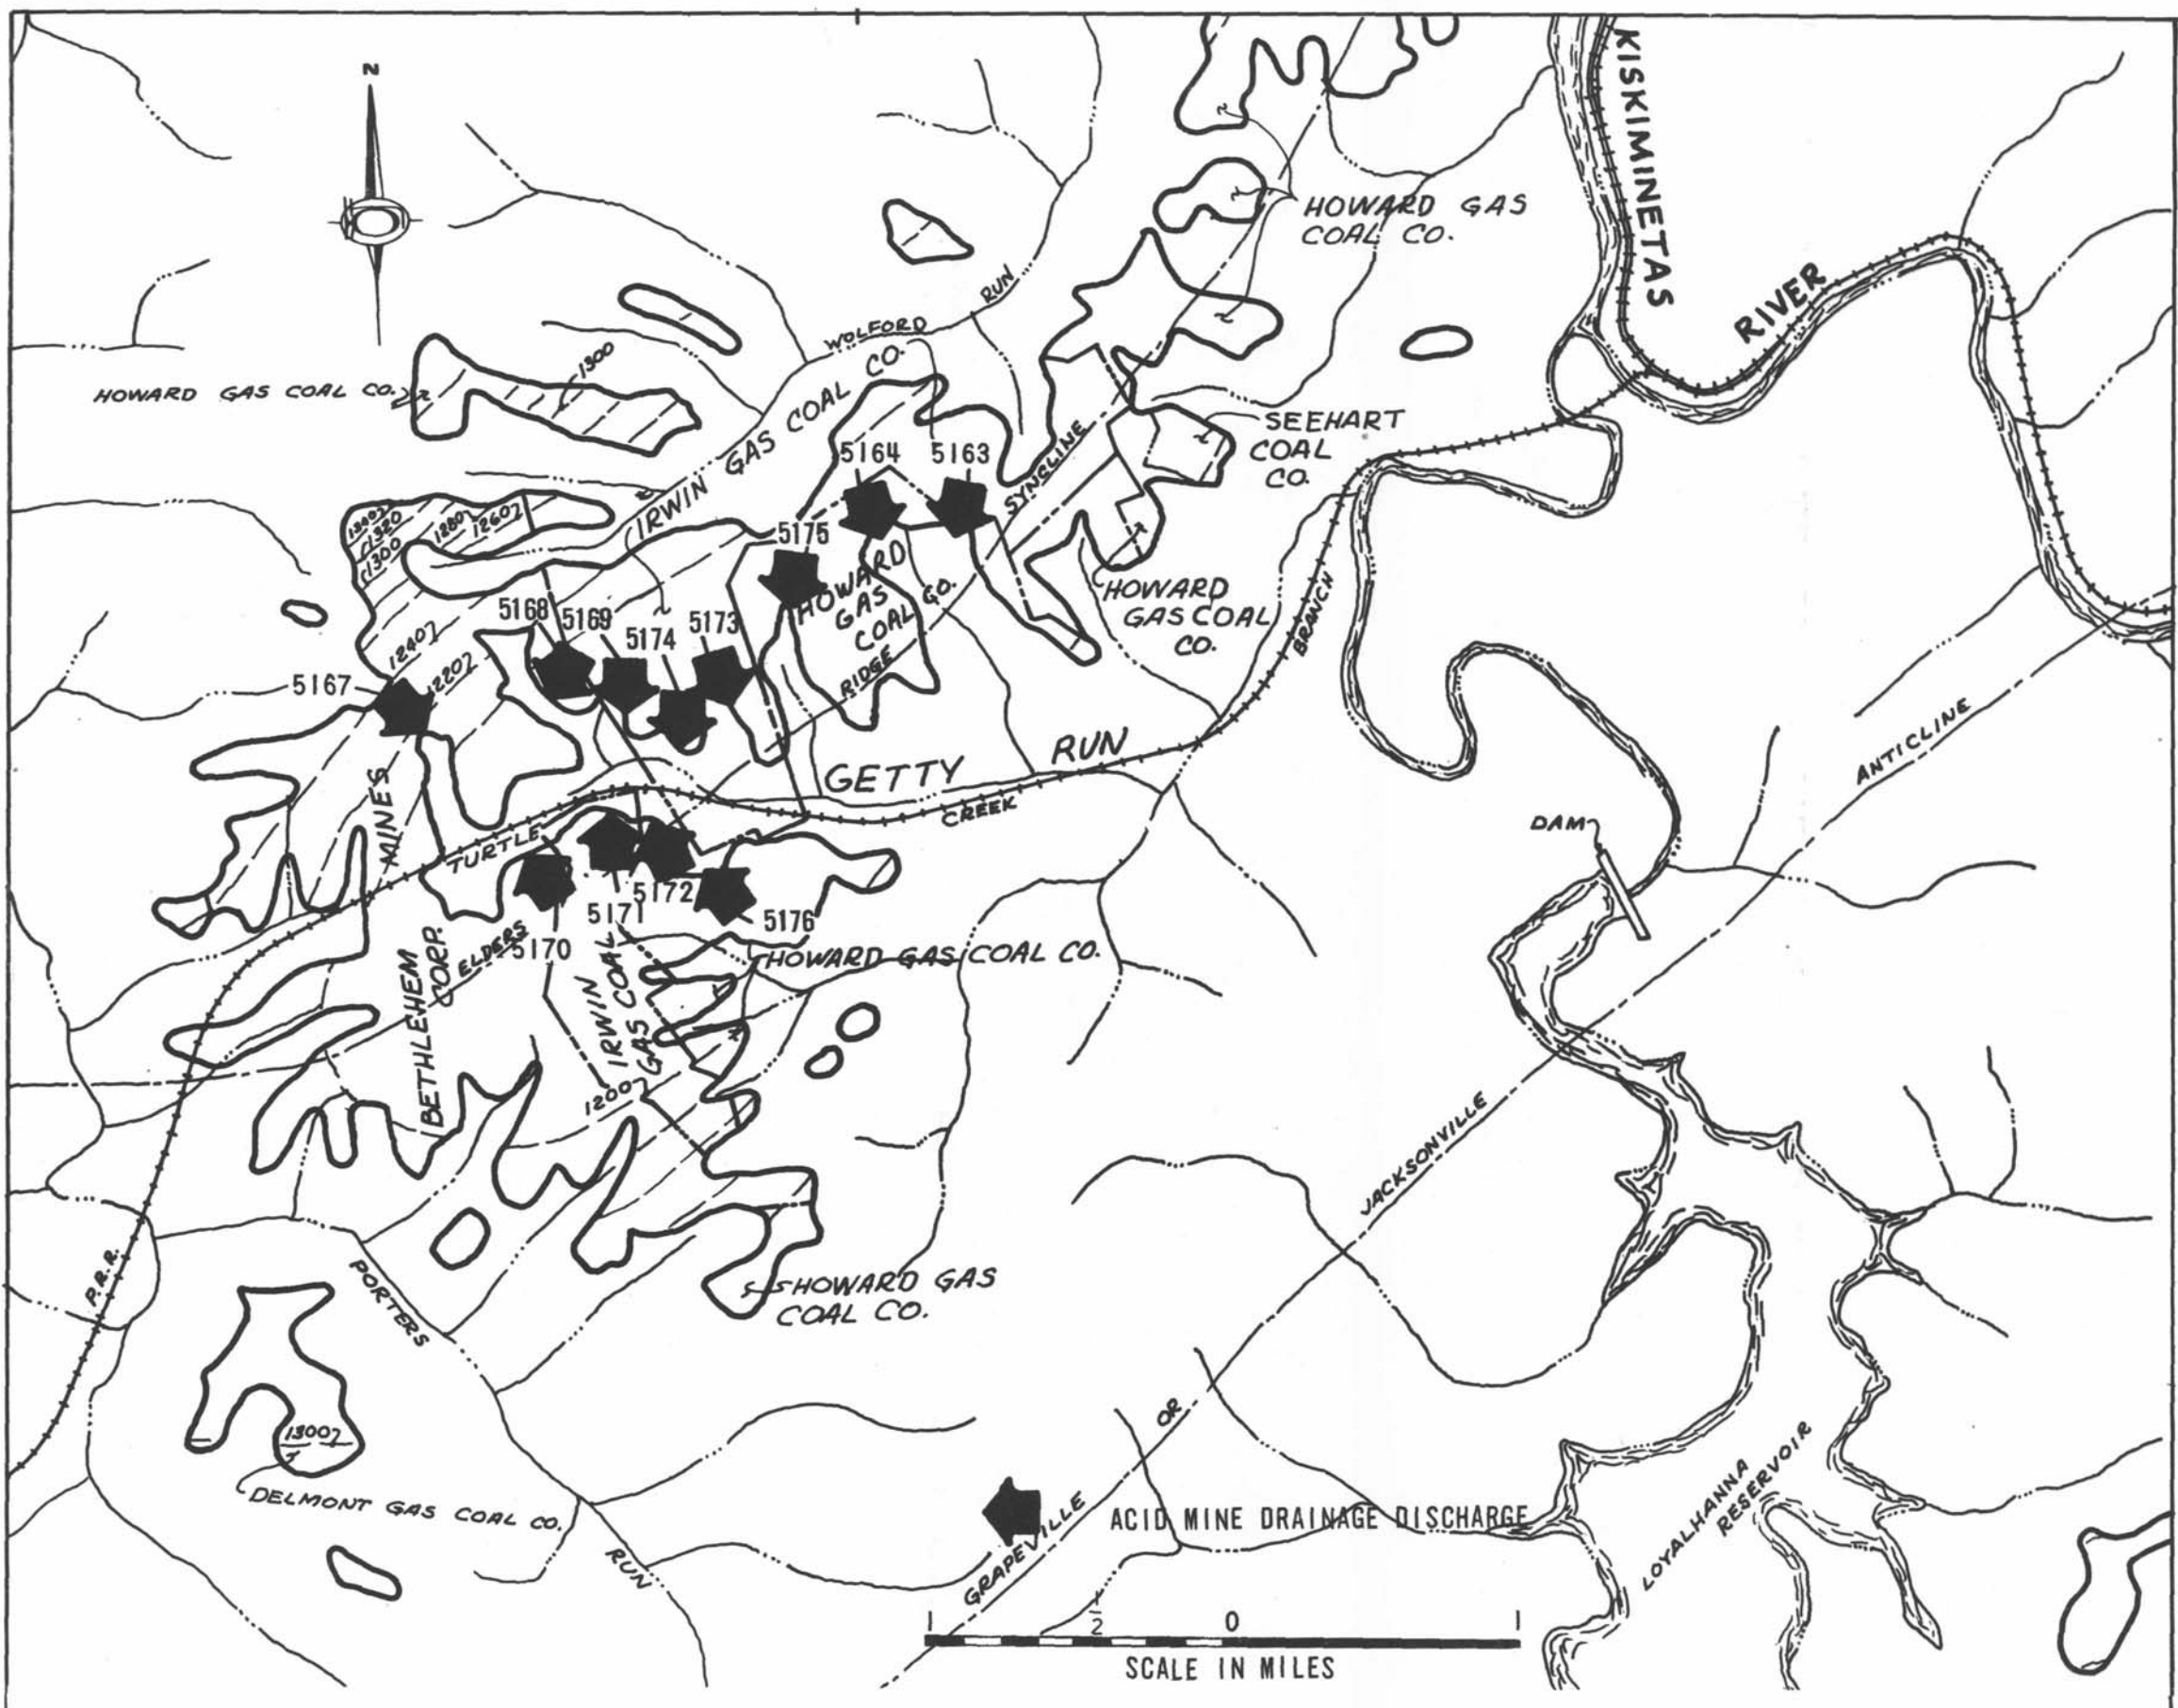 N
KISKIMINETAS
RIVER
HOWARD GAS
COAL CO.
WOLFORD
RUN
1300
HOWARD GAS COAL CO.
IRWIN GAS COAL CO.
SEEHART
COAL
CO.
5164
5163
SYNCLINE
5175
1320
1300
1280
1260
HOWARD
GAS
COAL CO.
HOWARD
GAS COAL
CO.
BRANCH
5168
5169
5174
5173
1240
1220
5167
RIDGE
GETTY
RUN
CREEK
TURTLE
MINES
ANTICLINE
DAM
5172
5171
5176
5170
ELDERS
BETHLEHEM
CORP.
IRWIN
GAS COAL
HOWARD GAS COAL CO.
1200
JACKSONVILLE
P.R.R.
PORTERS
RUN
HOWARD GAS
COAL CO.
1300
DELMONT GAS COAL CO.
OR
GRAPEVILLE
ACID MINE DRAINAGE DISCHARGE
LOYALHANNA
RESERVOIR
1 1/2 0 1
SCALE IN MILES